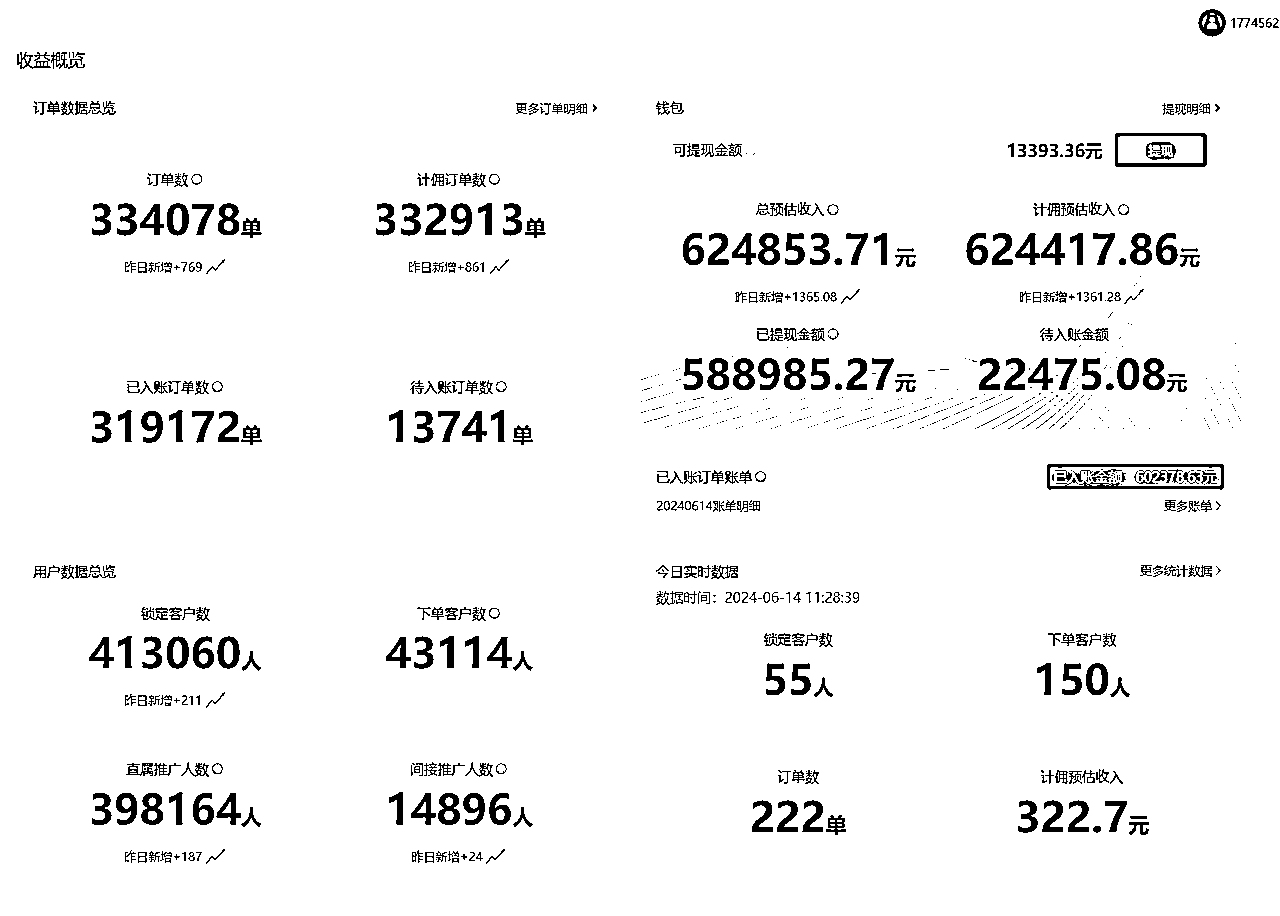 1774562
收益概览
订单数据总览
更多订单明细
订单数
334078单
昨日新增+769
计佣订单数
332913单
昨日新增+861
已入账订单数
319172单
待入账订单数
13741单
钱包
提现明细
可提现金额
13393.36元
提现
总预估收入
624853.71元
昨日新增+1365.08
计佣预估收入
624417.86元
昨日新增+1361.28
已提现金额
588985.27元
待入账金额
22475.08元
已入账订单账单
已入账金额 602378.63元
20240614账单明细
更多账单
用户数据总览
锁定客户数
413060人
昨日新增+211
下单客户数
43114人
直属推广人数
398164人
昨日新增+187
间接推广人数
14896人
昨日新增+24
今日实时数据
更多统计数据
数据时间：2024-06-14 11:28:39
锁定客户数
55人
下单客户数
150人
订单数
222单
计佣预估收入
322.7元